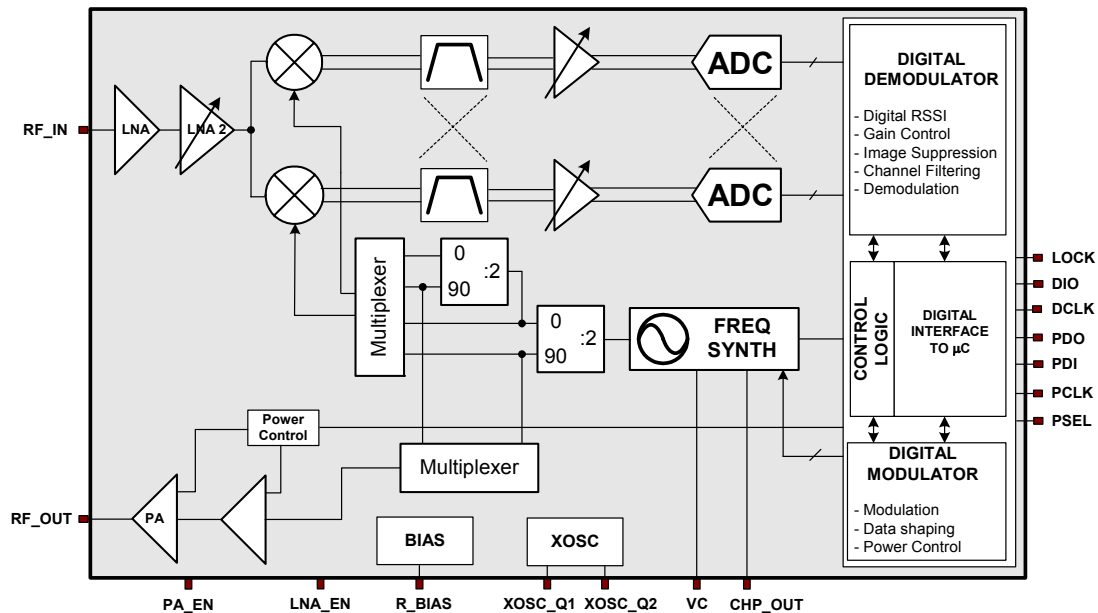 RF_IN
LNA
LNA 2
ADC
ADC
DIGITAL
DEMODULATOR
- Digital RSSI
- Gain Control
- Image Suppression
- Channel Filtering
- Demodulation
Multiplexer
0
90
:2
0
90
:2
FREQ
SYNTH
CONTROL
LOGIC
DIGITAL
INTERFACE
TO µC
LOCK
DIO
DCLK
PDO
PDI
PCLK
PSEL
Power
Control
Multiplexer
DIGITAL
MODULATOR
- Modulation
- Data shaping
- Power Control
RF_OUT
PA
BIAS
XOSC
PA_EN
LNA_EN
R_BIAS
XOSC_Q1
XOSC_Q2
VC
CHP_OUT